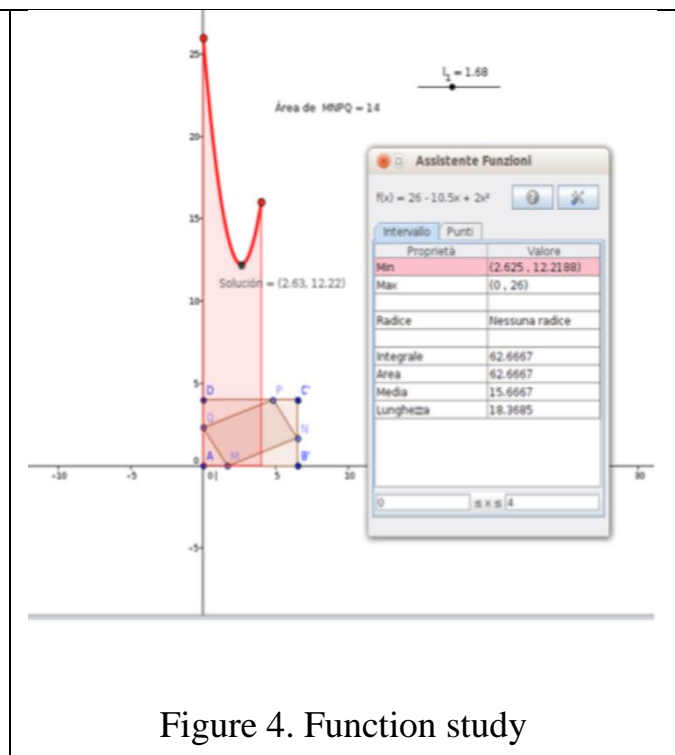 25
20
15
10
5
0
-5
-10
-5
0
5
10
30
l₁ = 1.68
Área de MNPQ = 14
Solución = (2.63, 12.22)
D
P
C'
Q
N
A
M
B'
Assistente Funzioni
f(x) = 26 - 10.5x + 2x²
Intervallo Punti
Proprietà Valore
Min (2.625 , 12.2188)
Max (0 , 26)
Radice Nessuna radice
Integrale 62.6667
Area 62.6667
Media 15.6667
Lunghezza 18.3685
0 ≤ x ≤ 4
Figure 4. Function study